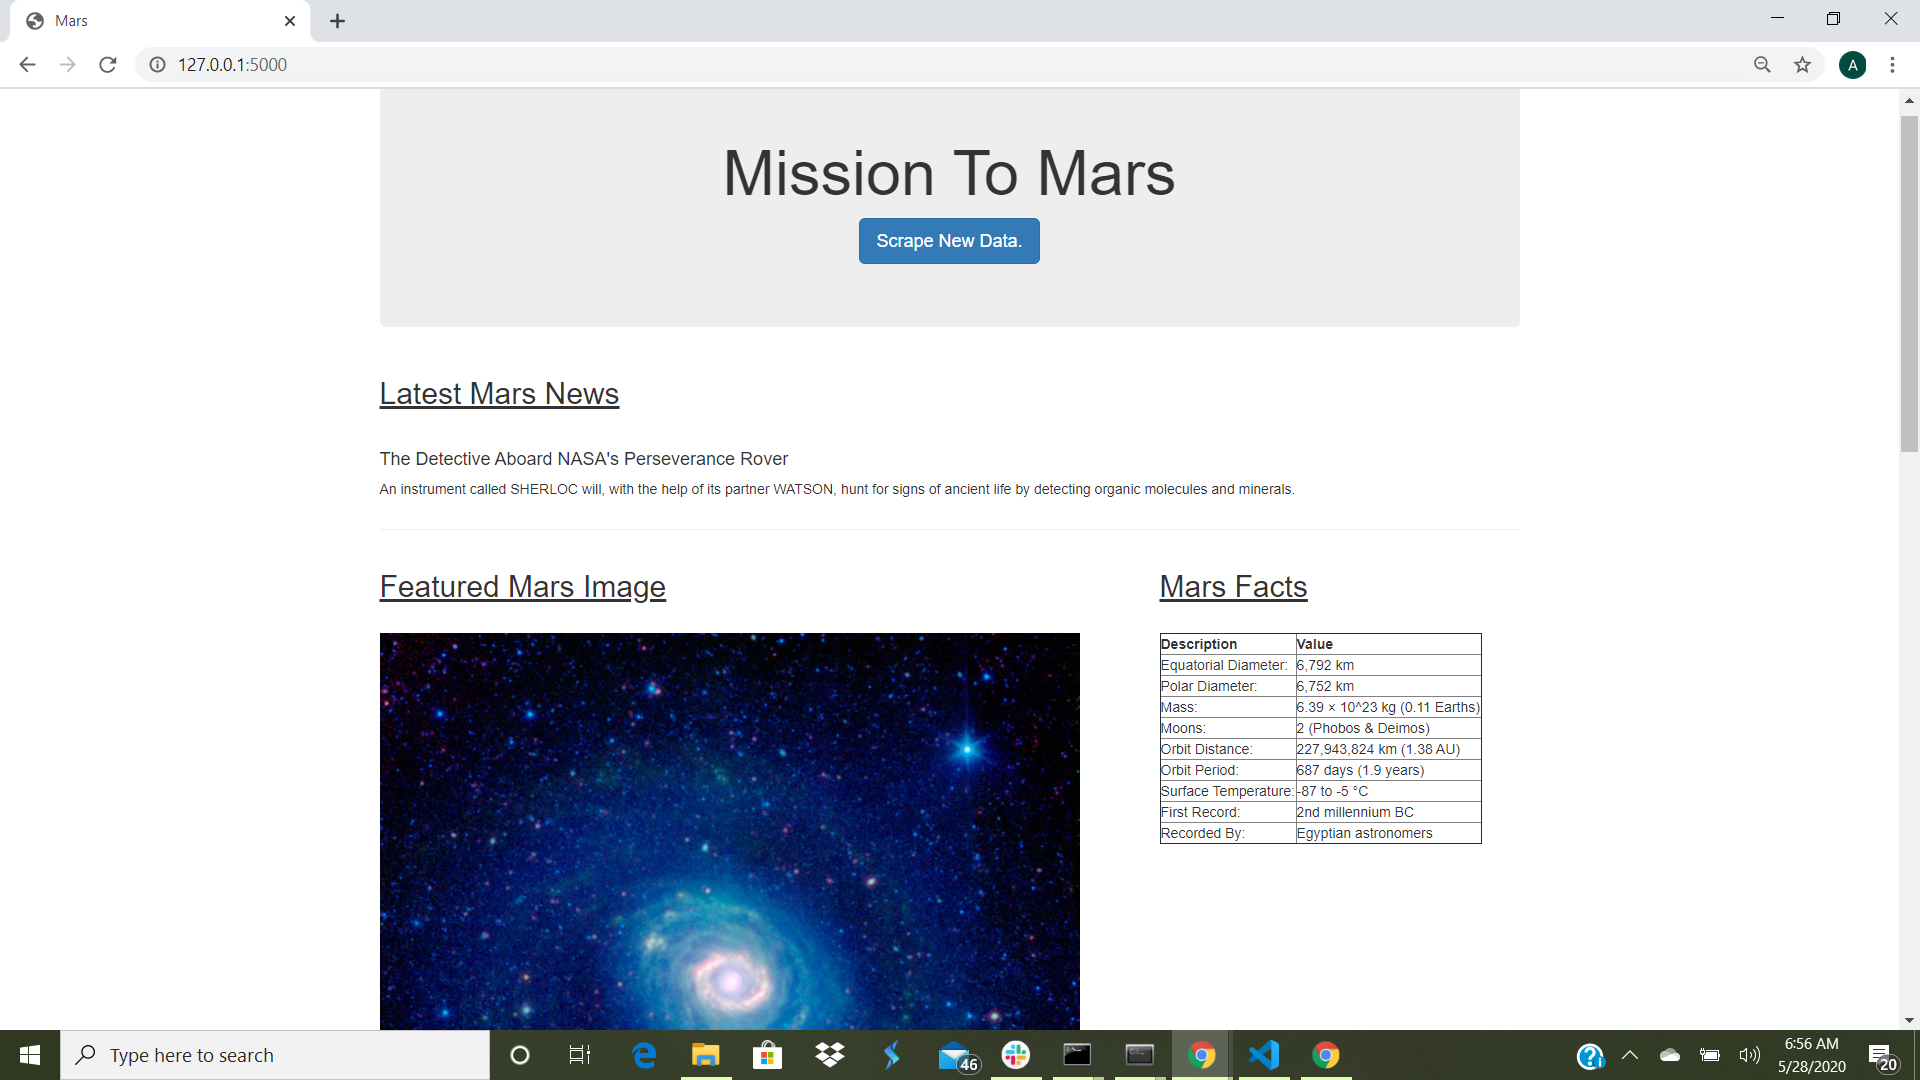 Mars
127.0.0.1:5000
A
Mission To Mars
Scrape New Data.
Latest Mars News
The Detective Aboard NASA's Perseverance Rover
An instrument called SHERLOC will, with the help of its partner WATSON, hunt for signs of ancient life by detecting organic molecules and minerals.
Featured Mars Image
Mars Facts
Description Value
Equatorial Diameter: 6,792 km
Polar Diameter: 6,752 km
Mass: 6.39 × 10^23 kg (0.11 Earths)
Moons: 2 (Phobos & Deimos)
Orbit Distance: 227,943,824 km (1.38 AU)
Orbit Period: 687 days (1.9 years)
Surface Temperature: -87 to -5 °C
First Record: 2nd millennium BC
Recorded By: Egyptian astronomers
Type here to search
46
6:56 AM
5/28/2020
20